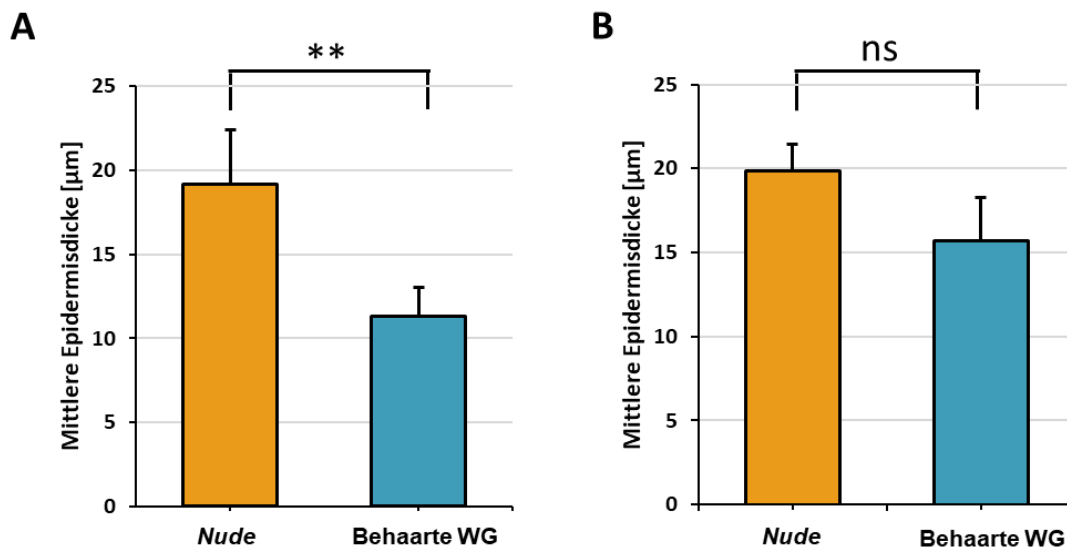 A
**
Mittlere Epidermisdicke [µm]
25
20
15
10
5
0
Nude
Behaarte WG
B
ns
Mittlere Epidermisdicke [µm]
25
20
15
10
5
0
Nude
Behaarte WG